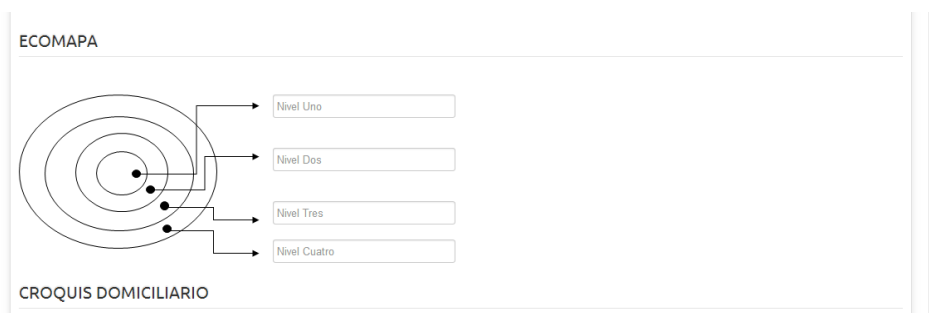 ECOMAPA
Nivel Uno
Nivel Dos
Nivel Tres
Nivel Cuatro
CROQUIS DOMICILIARIO